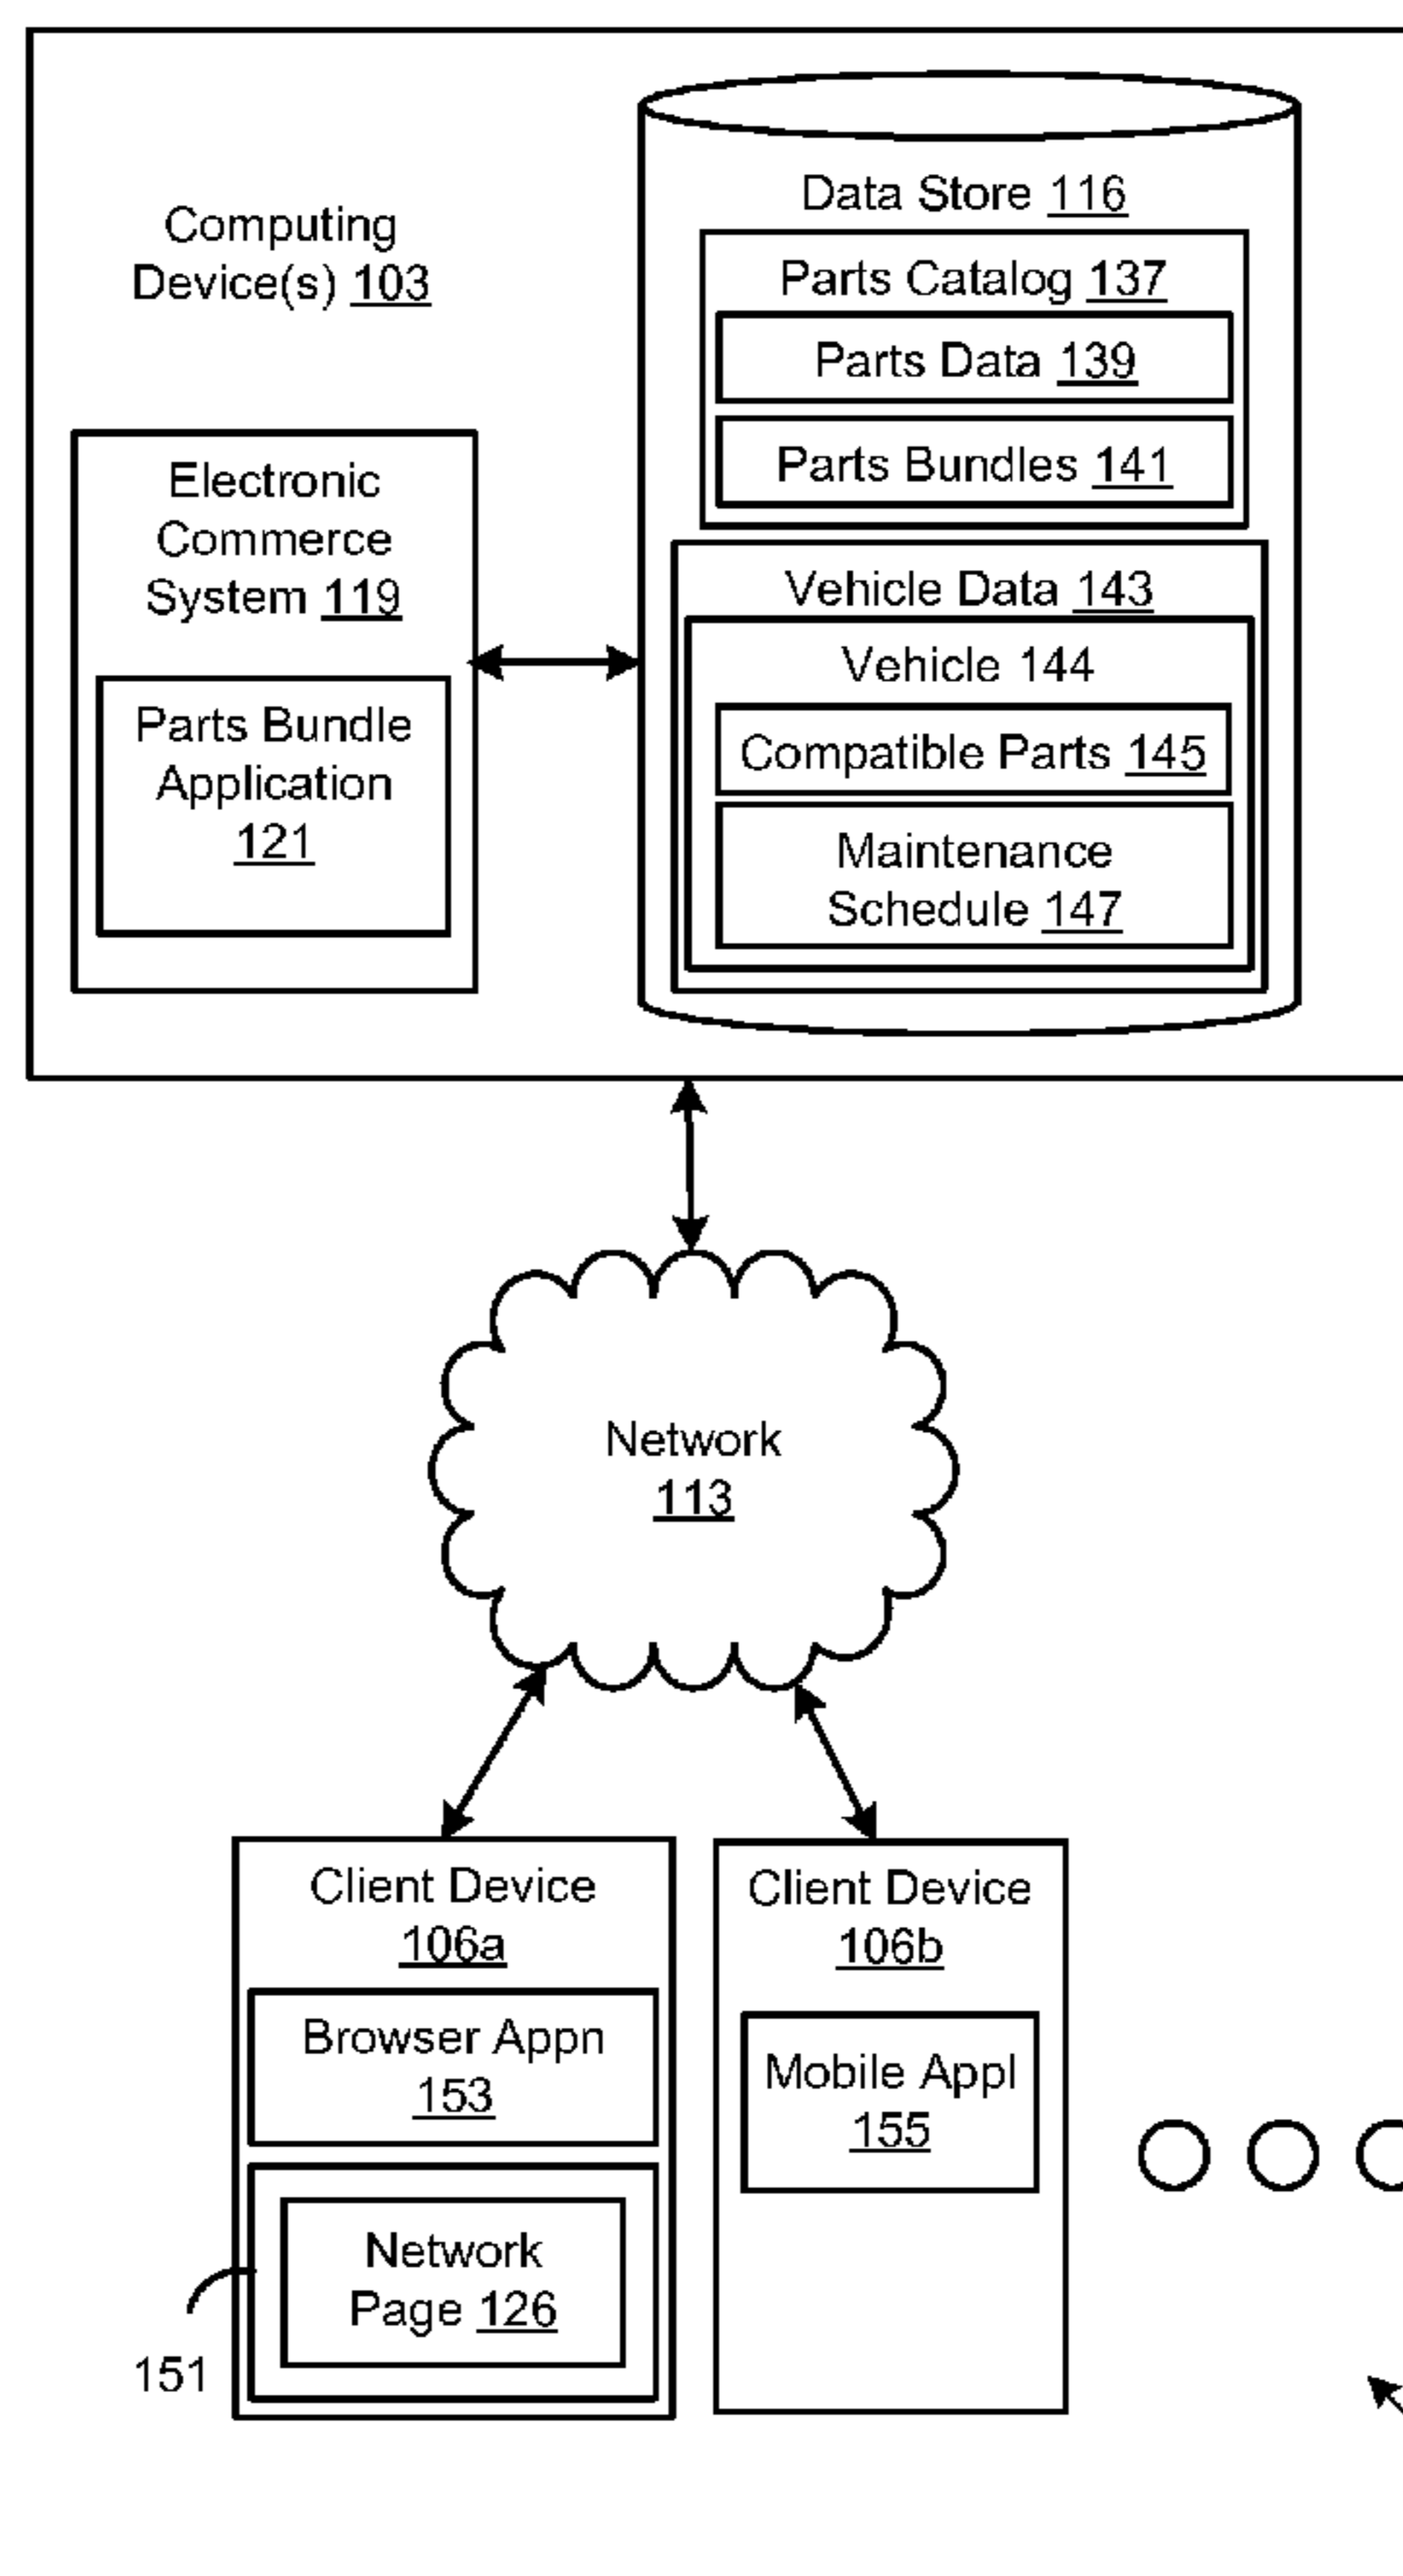 Computing
Device(s) 103
Electronic
Commerce
System 119
Parts Bundle
Application
121
Data Store 116
Parts Catalog 137
Parts Data 139
Parts Bundles 141
Vehicle Data 143
Vehicle 144
Compatible Parts 145
Maintenance
Schedule 147
Network
113
Client Device
106a
Browser Appn
153
Network
Page 126
151
Client Device
106b
Mobile Appl
155